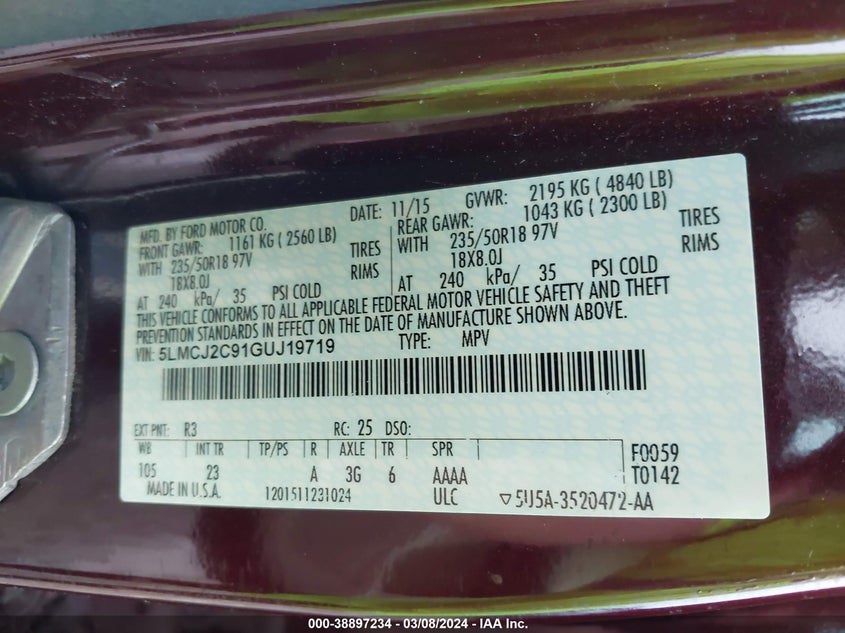 MFD. BY FORD MOTOR CO. DATE: 11/15 GVWR: 2195 KG ( 4840 LB)
FRONT GAWR: 1161 KG ( 2560 LB) REAR GAWR: 1043 KG ( 2300 LB)
WITH 235/50R18 97V TIRES WITH 235/50R18 97V TIRES
18X8.0J RIMS 18X8.0J RIMS
AT 240 kPa/ 35 PSI COLD AT 240 kPa/ 35 PSI COLD
THIS VEHICLE CONFORMS TO ALL APPLICABLE FEDERAL MOTOR VEHICLE SAFETY AND THEFT
PREVENTION STANDARDS IN EFFECT ON THE DATE OF MANUFACTURE SHOWN ABOVE.
VIN: 5LMCJ2C91GUJ19719 TYPE: MPV
EXT PNT: R3 RC: 25 DSO:
WB INT TR TP/PS R AXLE TR SPR F0059
105 23 A 3G 6 AAAA T0142
MADE IN U.S.A. 1201511231024 ULC ▽5U5A-3520472-AA
000-38897234 - 03/08/2024 - IAA Inc.